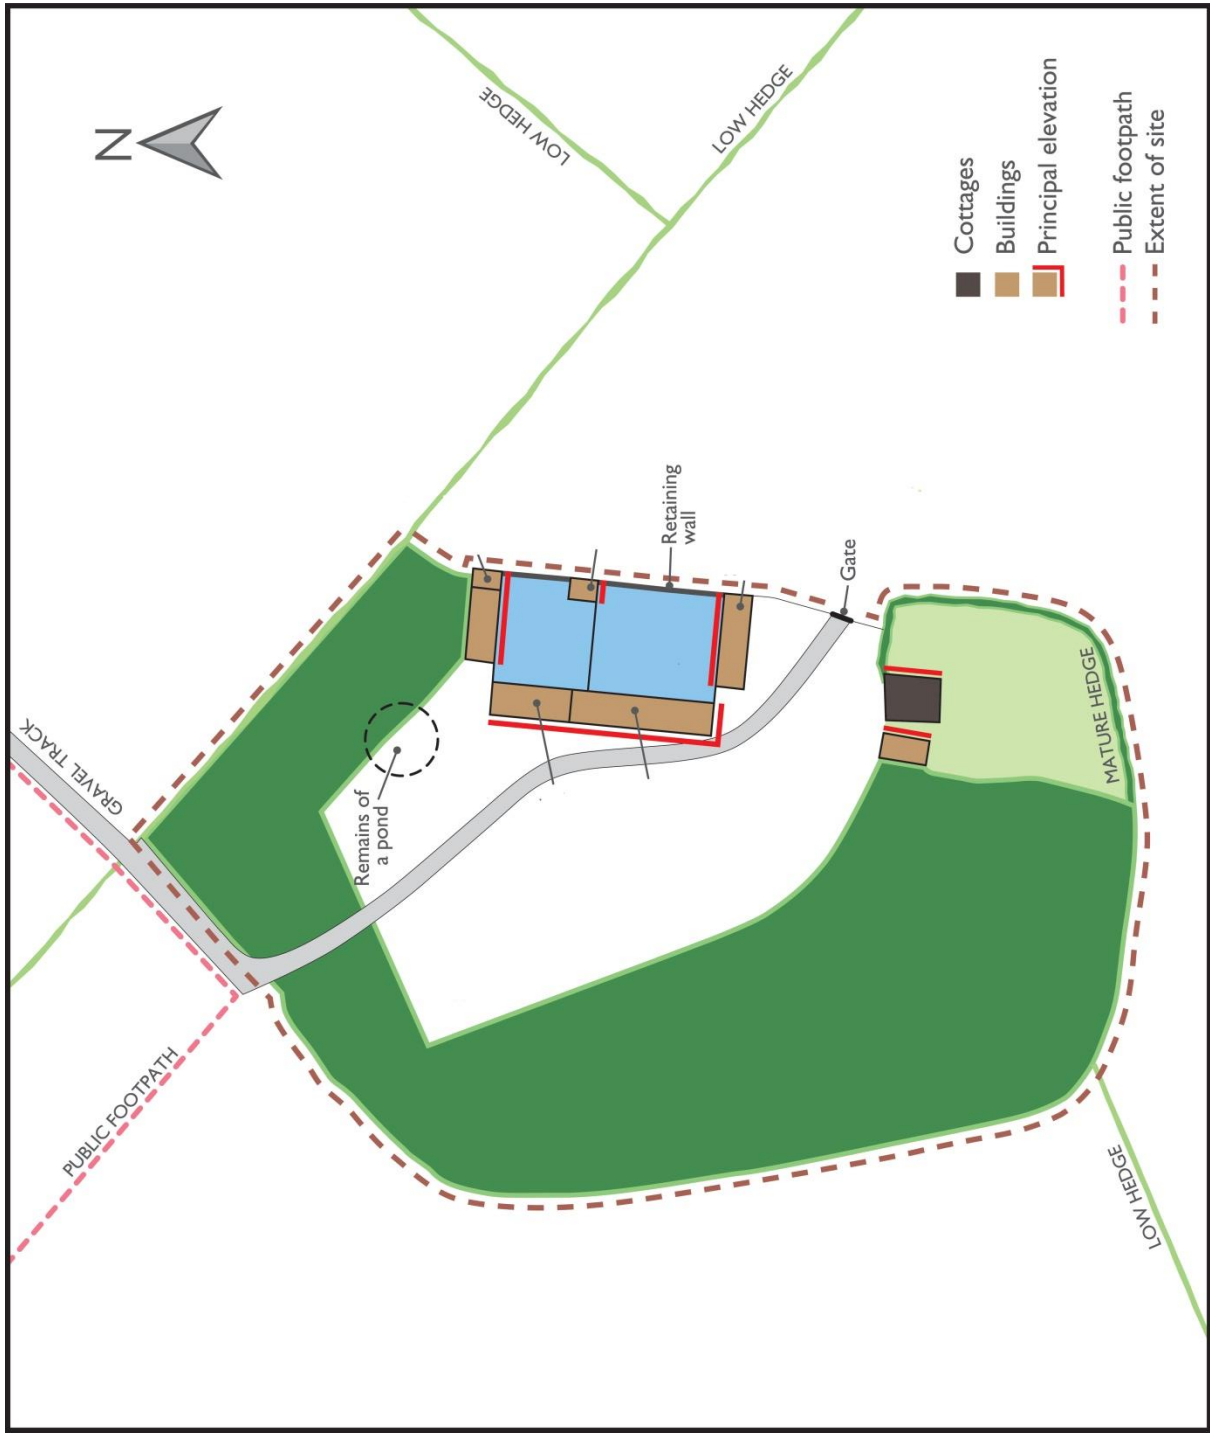 N
LOW HEDGE
LOW HEDGE
Cottages
Buildings
Principal elevation
Public footpath
Extent of site
GRAVEL TRACK
Retaining
wall
Gate
Remains of
a pond
MATURE HEDGE
PUBLIC FOOTPATH
LOW HEDGE